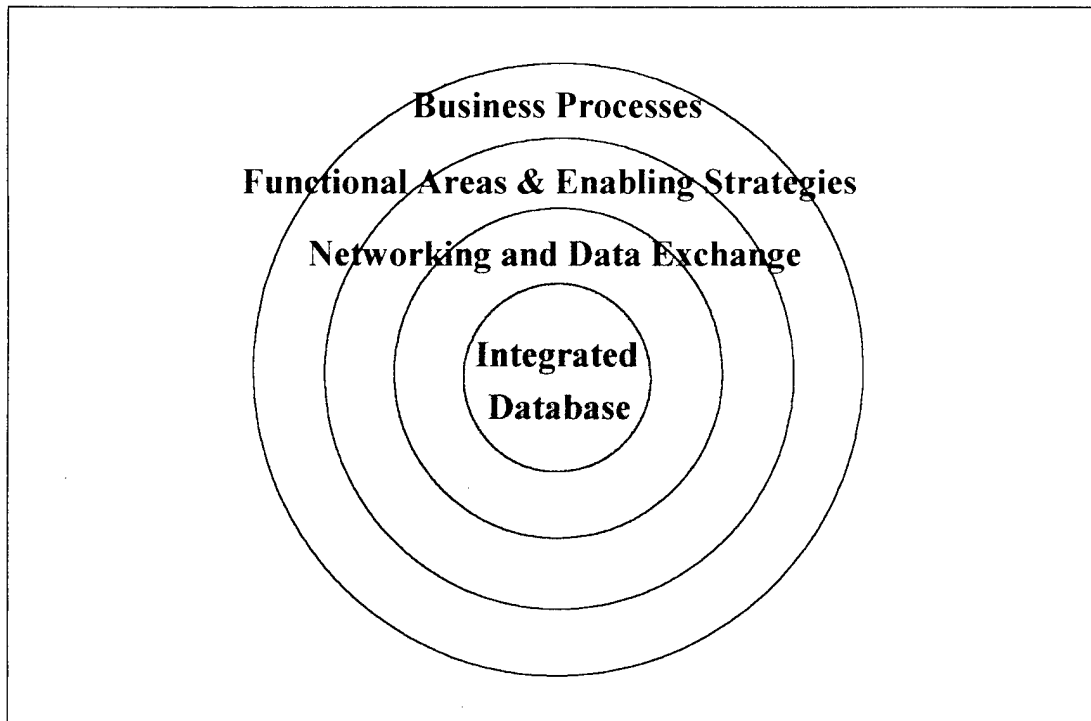 Business Processes
Functional Areas & Enabling Strategies
Networking and Data Exchange
Integrated
Database